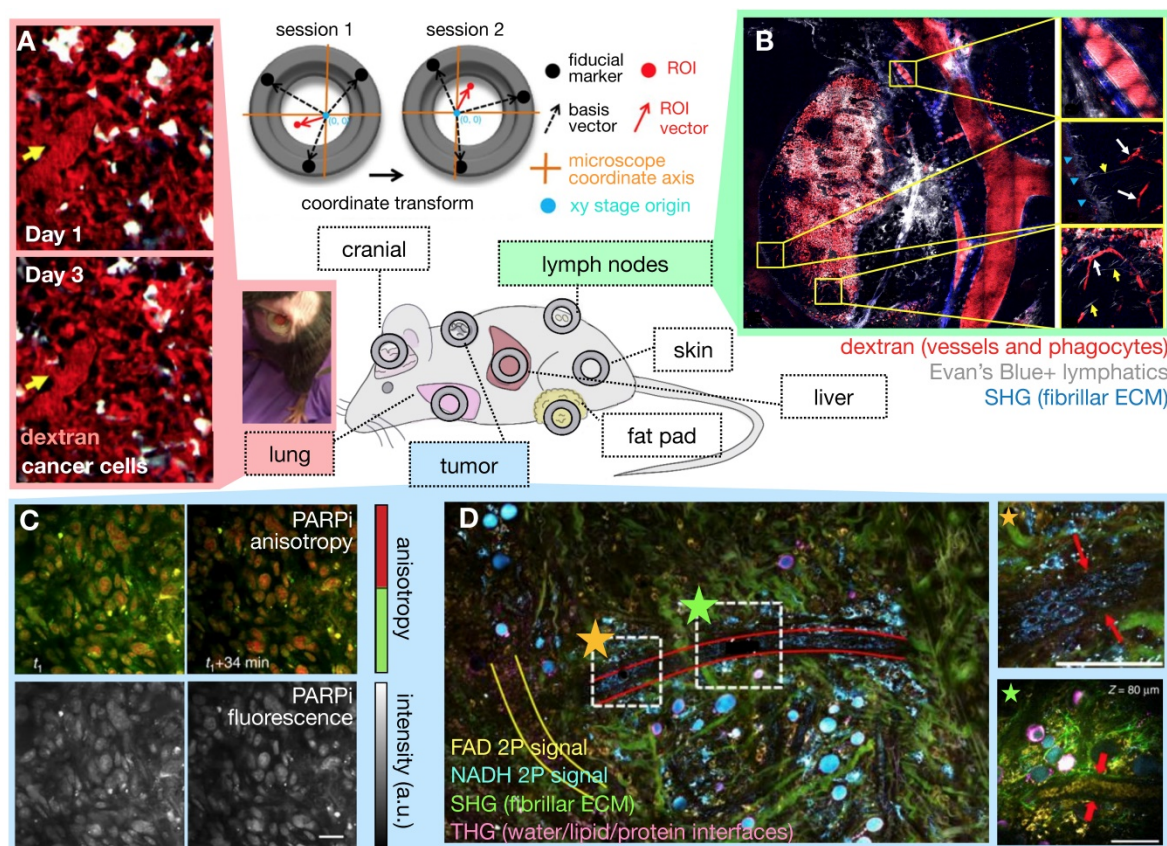 A
Day 1
Day 3
dextran
cancer cells
session 1
session 2
(0, 0)
(0, 0)
coordinate transform
fiducial
marker
ROI
basis
vector
ROI
vector
microscope
coordinate axis
xy stage origin
B
dextran (vessels and phagocytes)
Evan's Blue+ lymphatics
SHG (fibrillar ECM)
cranial
lymph nodes
skin
liver
fat pad
lung
tumor
C
PARPi
anisotropy
t1
t1+34 min
anisotropy
PARPi
fluorescence
intensity (a.u.)
D
FAD 2P signal
NADH 2P signal
SHG (fibrillar ECM)
THG (water/lipid/protein interfaces)
Z = 80 µm